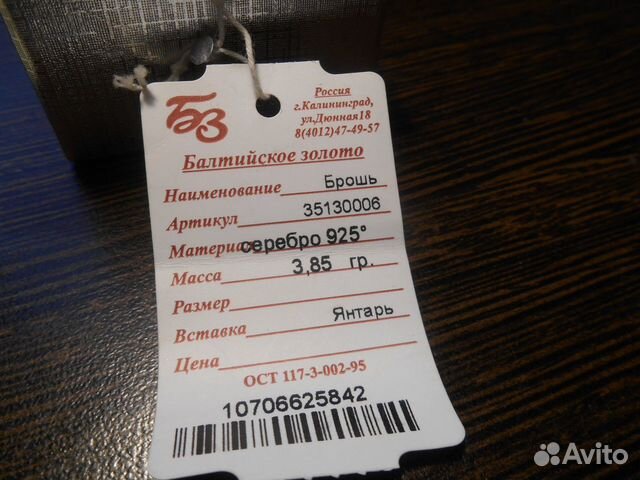 БЗ
Россия
г.Калининград,
ул,Дюнная18
8(4012)47-49-57
Балтийское золото
Наименование Брошь
Артикул 35130006
Материал серебро 925°
Масса 3,85 гр.
Размер
Вставка Янтарь
Цена
ОСТ 117-3-002-95
10706625842
Avito